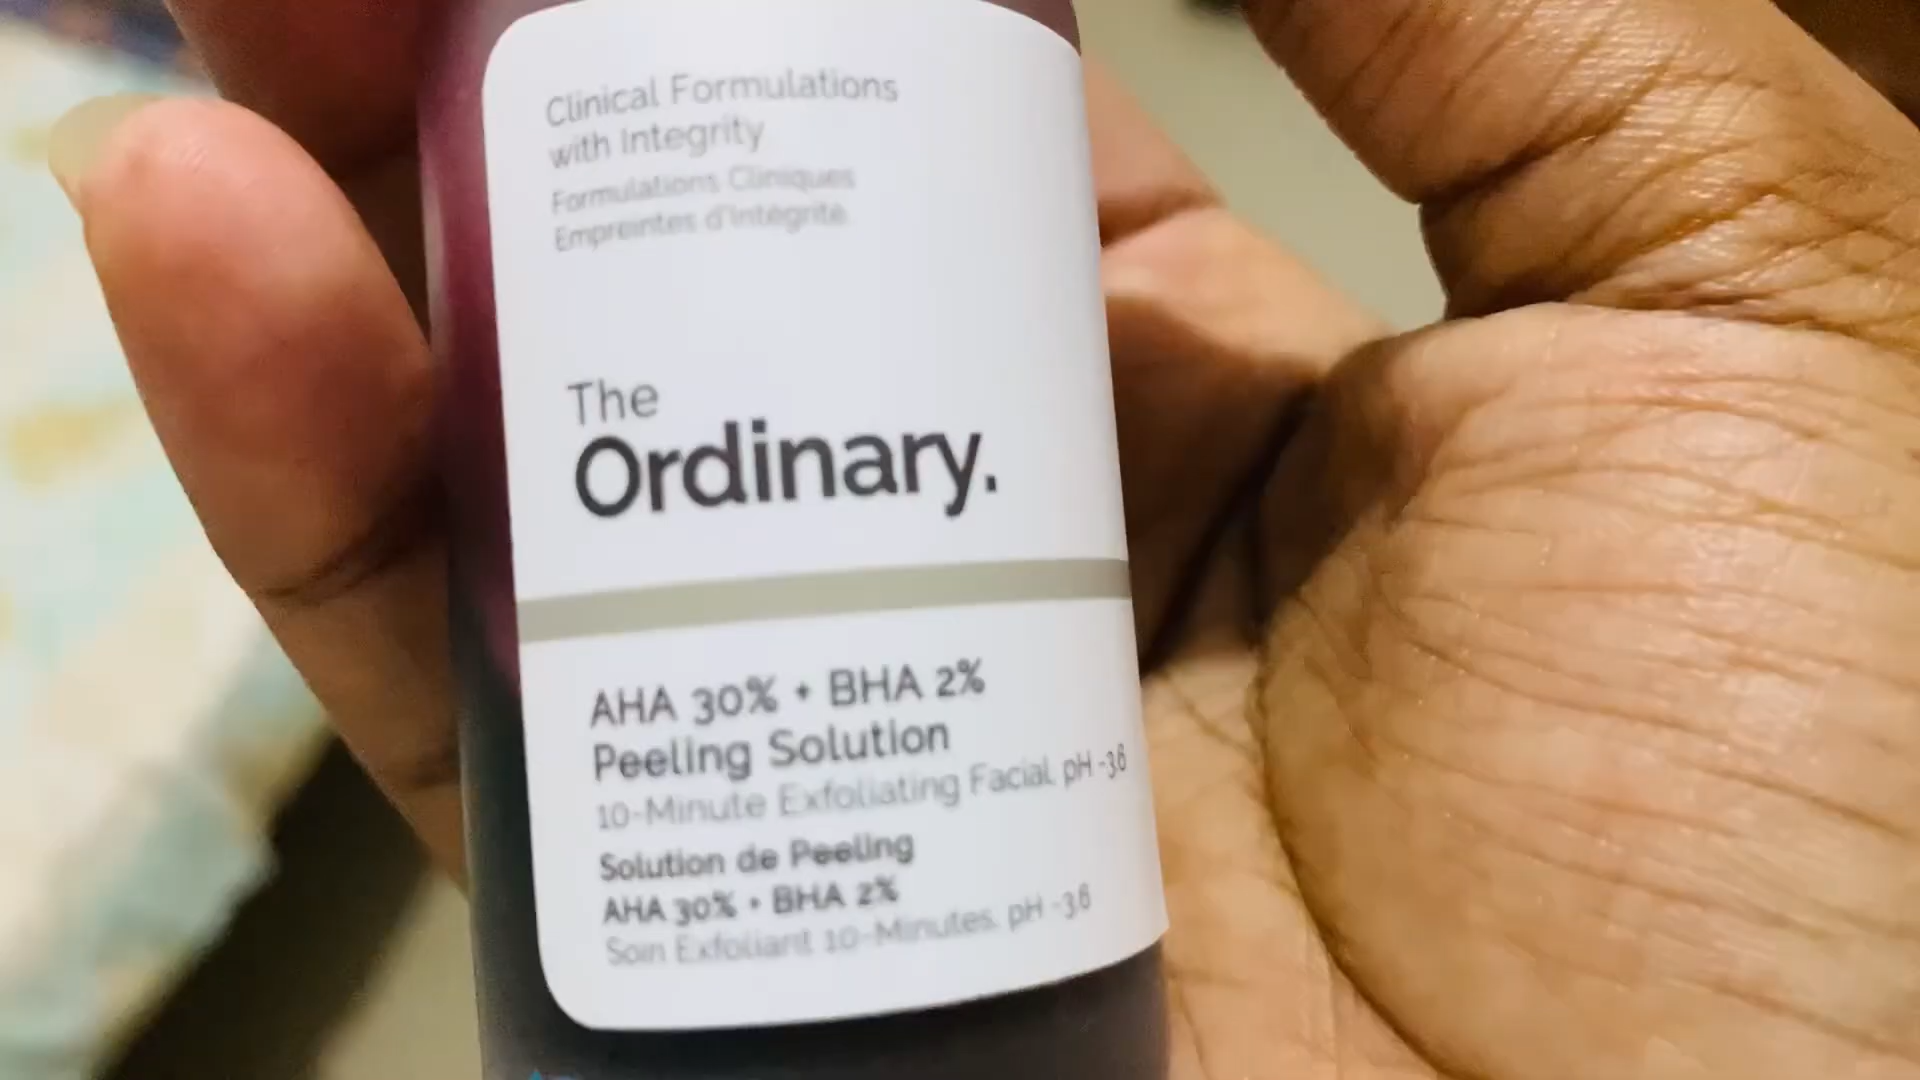 Clinical Formulations
with Integrity
Formulations Cliniques
Empreintes d'Intégrité
The
Ordinary.
AHA 30% + BHA 2%
Peeling Solution
10-Minute Exfoliating Facial, pH ~3.6
Solution de Peeling
AHA 30% + BHA 2%
Soin Exfoliant 10-Minutes, pH ~3.6